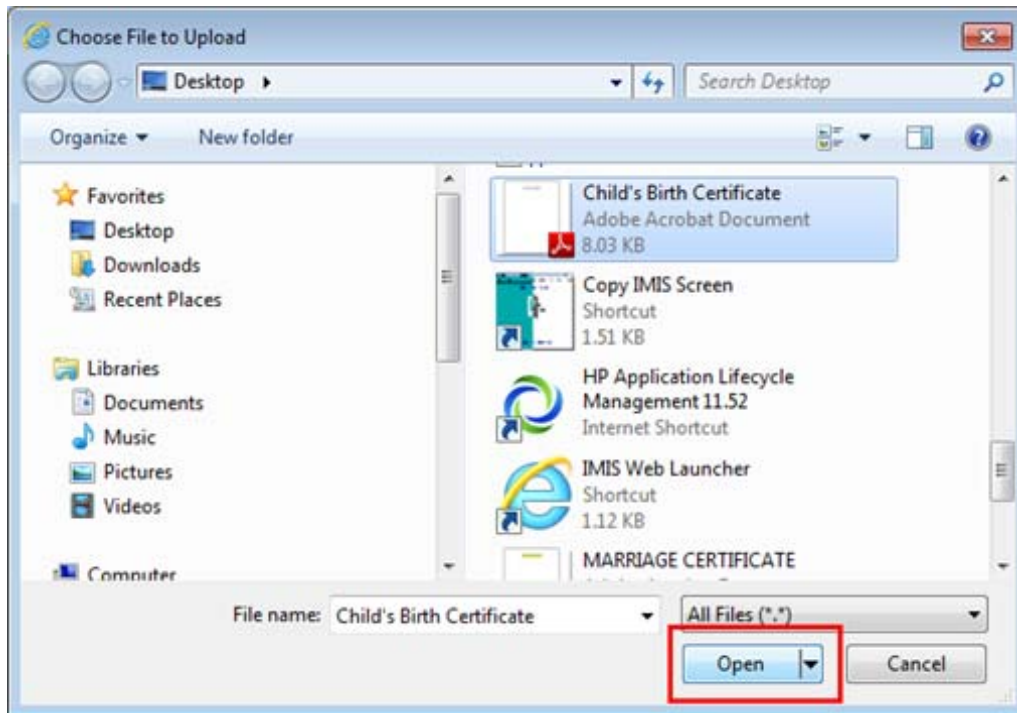 Choose File to Upload
Desktop
Search Desktop
Organize
New folder
Favorites
Desktop
Downloads
Recent Places
Libraries
Documents
Music
Pictures
Videos
Computer
Child's Birth Certificate
Adobe Acrobat Document
8.03 KB
Copy IMIS Screen
Shortcut
1.51 KB
HP Application Lifecycle
Management 11.52
Internet Shortcut
IMIS Web Launcher
Shortcut
1.12 KB
MARRIAGE CERTIFICATE
File name: Child's Birth Certificate
All Files (*.*)
Open
Cancel